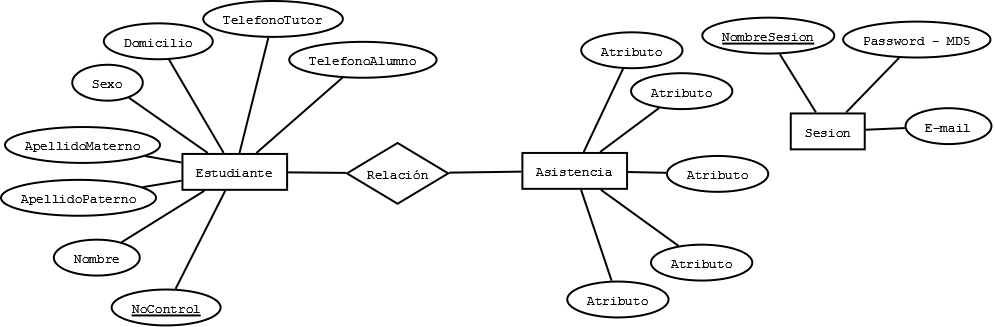 TelefonoTutor
Domicilio
TelefonoAlumno
Sexo
ApellidoMaterno
ApellidoPaterno
Nombre
NoControl
Estudiante
Relación
Asistencia
Atributo
Atributo
Atributo
Atributo
Atributo
NombreSesion
Password - MD5
Sesion
E-mail